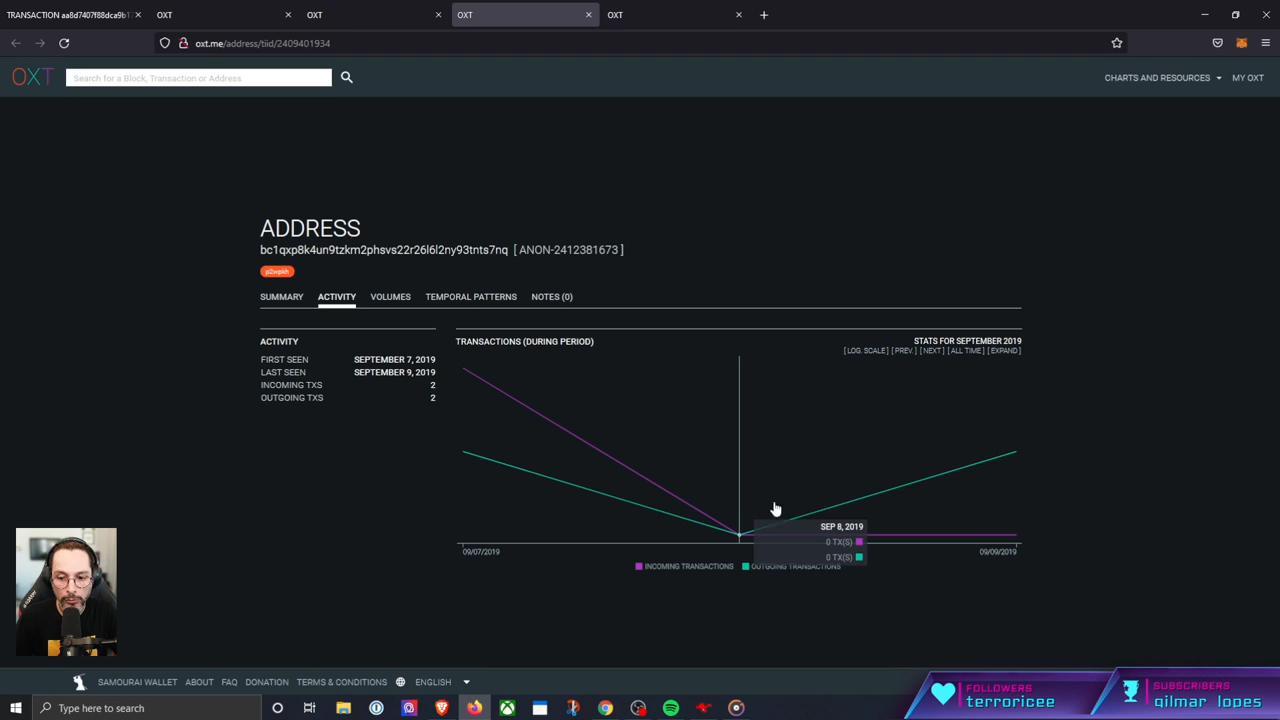 TRANSACTION aa8d7407f88dca9b1
OXT
OXT
OXT
OXT
oxt.me/address/tiid/2409401934
OXT
Search for a Block, Transaction or Address
CHARTS AND RESOURCES
MY OXT
ADDRESS
bc1qxp8k4un9tzkm2phsvs22r26l6l2ny93tnts7nq [ ANON-2412381673 ]
p2wpkh
SUMMARY
ACTIVITY
VOLUMES
TEMPORAL PATTERNS
NOTES (0)
ACTIVITY
FIRST SEEN SEPTEMBER 7, 2019
LAST SEEN SEPTEMBER 9, 2019
INCOMING TXS 2
OUTGOING TXS 2
TRANSACTIONS (DURING PERIOD)
STATS FOR SEPTEMBER 2019
[ LOG. SCALE ] [ PREV. ] [ NEXT ] [ ALL TIME ] [ EXPAND ]
SEP 8, 2019
0 TX(S)
0 TX(S)
09/07/2019
09/09/2019
INCOMING TRANSACTIONS
OUTGOING TRANSACTIONS
SAMOURAI WALLET
ABOUT
FAQ
DONATION
TERMS & CONDITIONS
ENGLISH
Type here to search
FOLLOWERS
terroricee
SUBSCRIBERS
gilmar_lopes